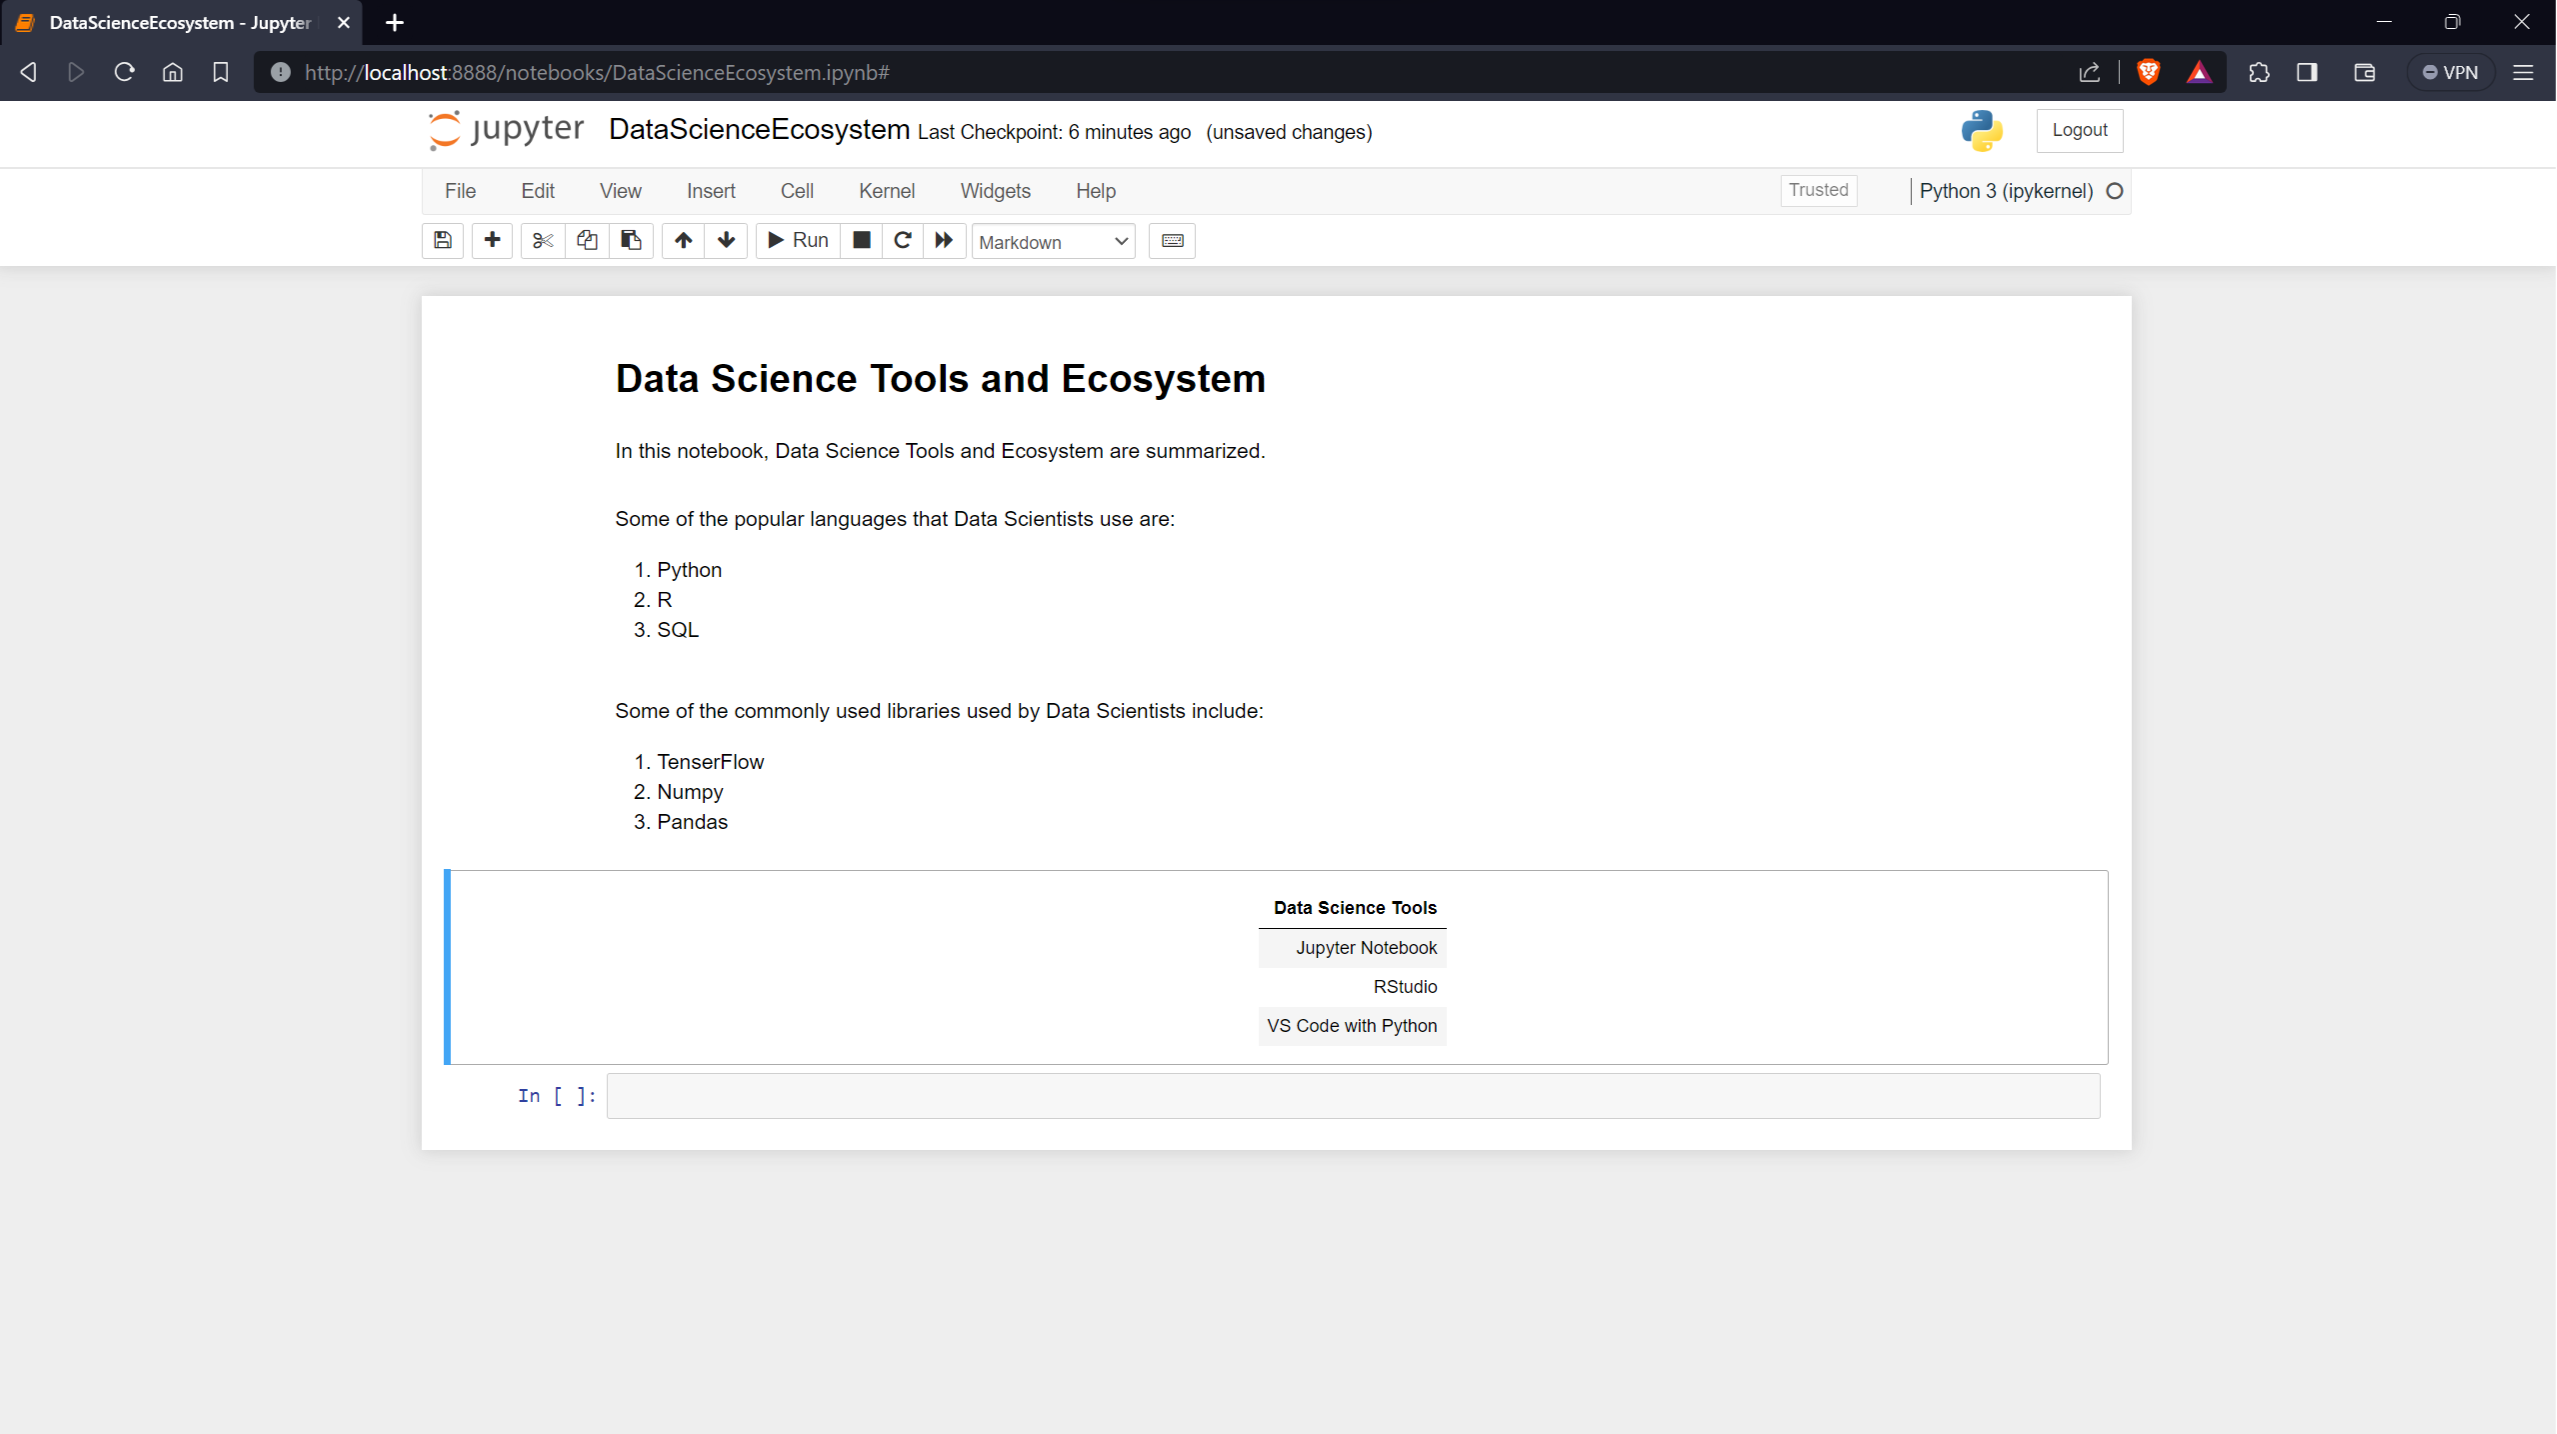 DataScienceEcosystem - Jupyter
http://localhost:8888/notebooks/DataScienceEcosystem.ipynb#
VPN
jupyter DataScienceEcosystem Last Checkpoint: 6 minutes ago (unsaved changes)
Logout
File Edit View Insert Cell Kernel Widgets Help
Trusted
Python 3 (ipykernel)
Run
Markdown
Data Science Tools and Ecosystem
In this notebook, Data Science Tools and Ecosystem are summarized.
Some of the popular languages that Data Scientists use are:
1. Python
2. R
3. SQL
Some of the commonly used libraries used by Data Scientists include:
1. TenserFlow
2. Numpy
3. Pandas
Data Science Tools
Jupyter Notebook
RStudio
VS Code with Python
In [ ]: